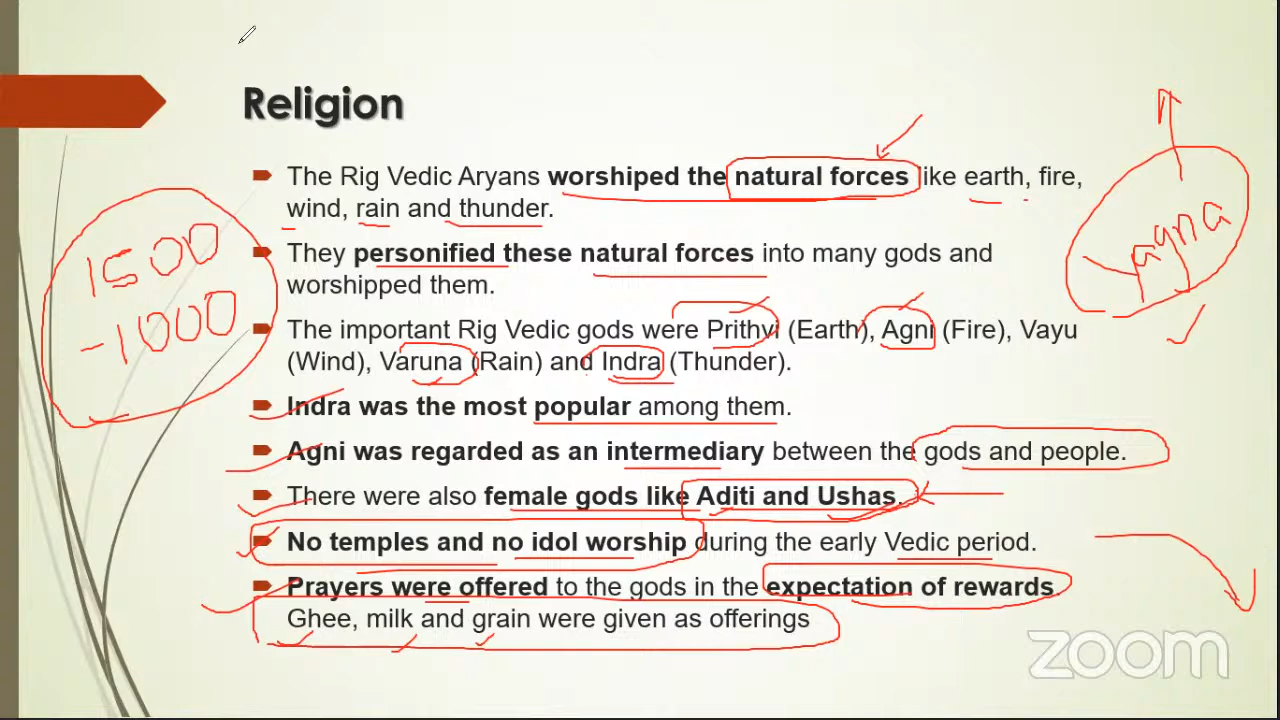 Religion
The Rig Vedic Aryans worshiped the natural forces like earth, fire,
wind, rain and thunder.
They personified these natural forces into many gods and
worshipped them.
The important Rig Vedic gods were Prithvi (Earth), Agni (Fire), Vayu
(Wind), Varuna (Rain) and Indra (Thunder).
Indra was the most popular among them.
Agni was regarded as an intermediary between the gods and people.
There were also female gods like Aditi and Ushas.
No temples and no idol worship during the early Vedic period.
Prayers were offered to the gods in the expectation of rewards.
Ghee, milk and grain were given as offerings
1500
-1000
zoom